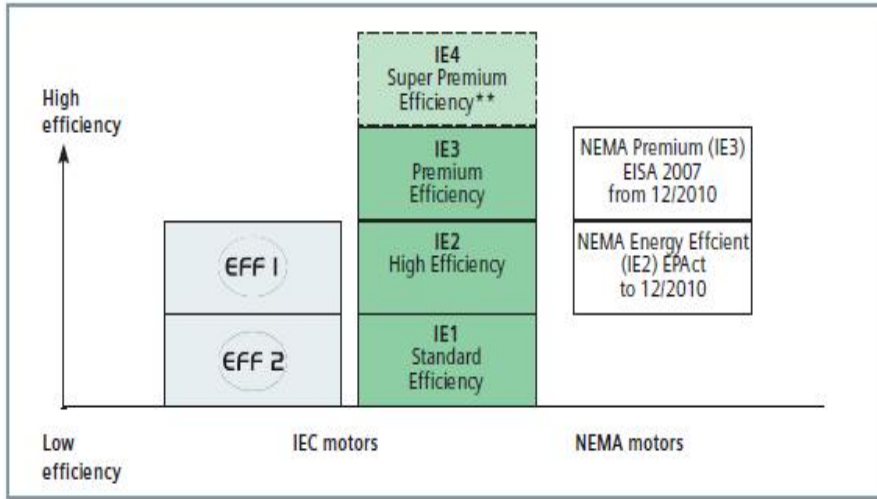 High
efficiency
Low
efficiency
EFF 1
EFF 2
IE4
Super Premium
Efficiency**
IE3
Premium
Efficiency
IE2
High Efficiency
IE1
Standard
Efficiency
NEMA Premium (IE3)
EISA 2007
from 12/2010
NEMA Energy Effcient
(IE2) EPAct
to 12/2010
IEC motors
NEMA motors